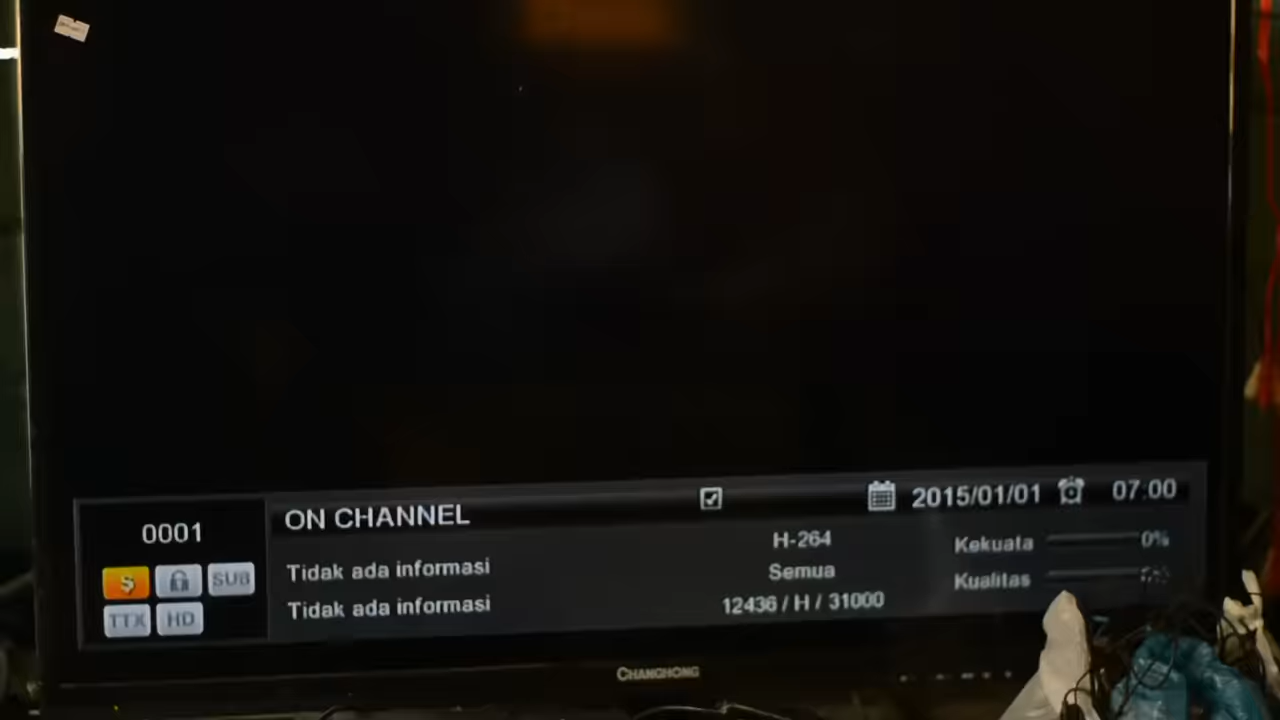 0001
ON CHANNEL
2015/01/01
07:00
$
SUB
TTX
HD
Tidak ada informasi
Tidak ada informasi
H-264
Semua
12436 / H / 31000
Kekuata
0%
Kualitas
CHANGHONG